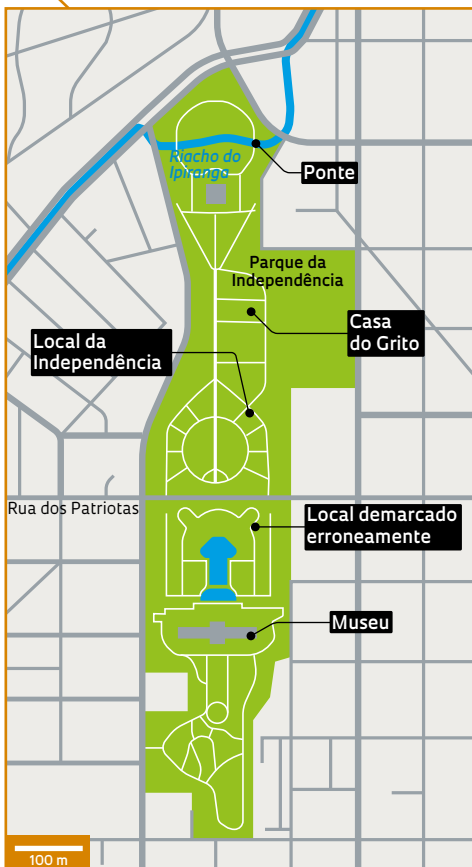 Riacho do
Ipiranga
Ponte
Parque da
Independência
Casa
do Grito
Local da
Independência
Rua dos Patriotas
Local demarcado
erroneamente
Museu
100 m